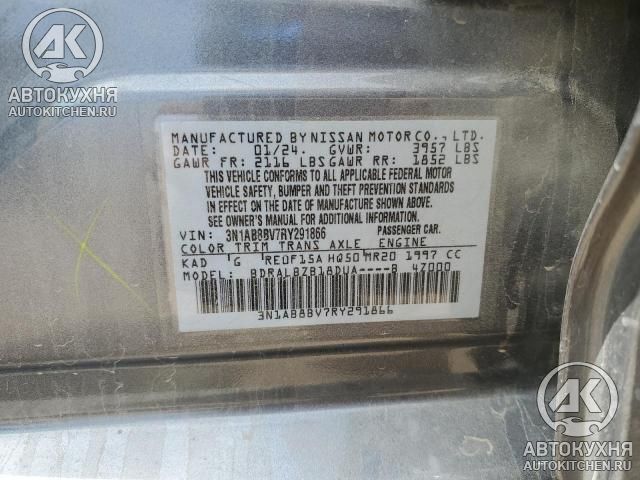 AK
АВТОКУХНЯ
AUTOKITCHEN.RU
MANUFACTURED BY NISSAN MOTOR CO., LTD.
DATE: 01/24. GVWR: 3957 LBS
GAWR FR: 2116 LBS GAWR RR: 1852 LBS
THIS VEHICLE CONFORMS TO ALL APPLICABLE FEDERAL MOTOR
VEHICLE SAFETY, BUMPER AND THEFT PREVENTION STANDARDS
IN EFFECT ON THE DATE OF MANUFACTURE SHOWN ABOVE.
SEE OWNER'S MANUAL FOR ADDITIONAL INFORMATION.
VIN: 3N1AB8BV7RY291866 PASSENGER CAR.
COLOR TRIM TRANS AXLE ENGINE
KAD G RE0F15A HQ50 MR20 1997 CC
MODEL: BDRALBZB18DUA----B 4Z000
3N1AB8BV7RY291866
AK
АВТОКУХНЯ
AUTOKITCHEN.RU